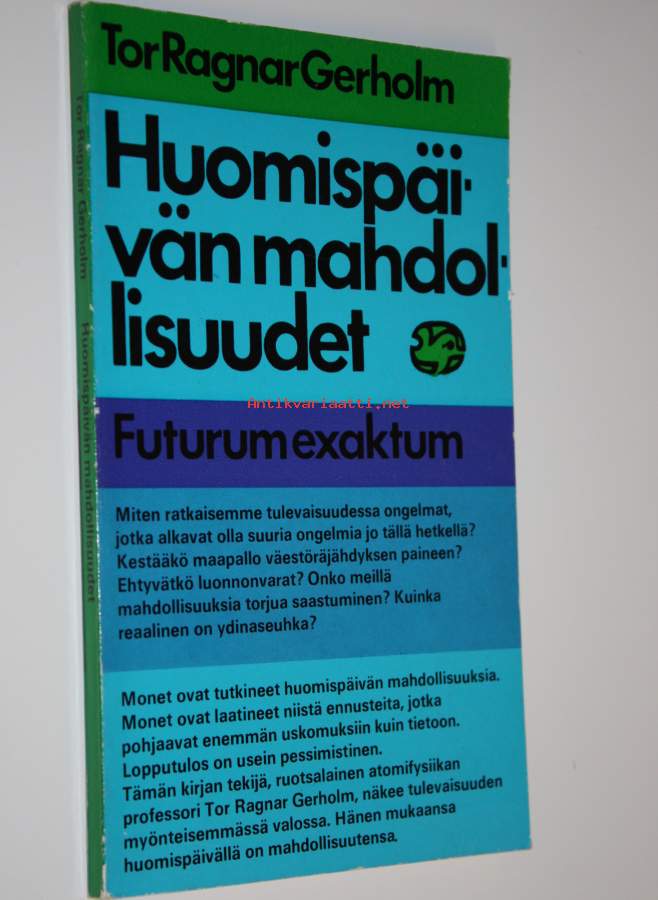 Tor Ragnar Gerholm
Huomispäi-
vän mahdol-
lisuudet
Antikvariaatti.net
Futurum exaktum
Miten ratkaisemme tulevaisuudessa ongelmat,
jotka alkavat olla suuria ongelmia jo tällä hetkellä?
Kestääkö maapallo väestöräjähdyksen paineen?
Ehtyvätkö luonnonvarat? Onko meillä
mahdollisuuksia torjua saastuminen? Kuinka
reaalinen on ydinaseuhka?
Monet ovat tutkineet huomispäivän mahdollisuuksia.
Monet ovat laatineet niistä ennusteita, jotka
pohjaavat enemmän uskomuksiin kuin tietoon.
Lopputulos on usein pessimistinen.
Tämän kirjan tekijä, ruotsalainen atomifysiikan
professori Tor Ragnar Gerholm, näkee tulevaisuuden
myönteisemmässä valossa. Hänen mukaansa
huomispäivällä on mahdollisuutensa.
Tor Ragnar Gerholm Huomispäivän mahdollisuudet